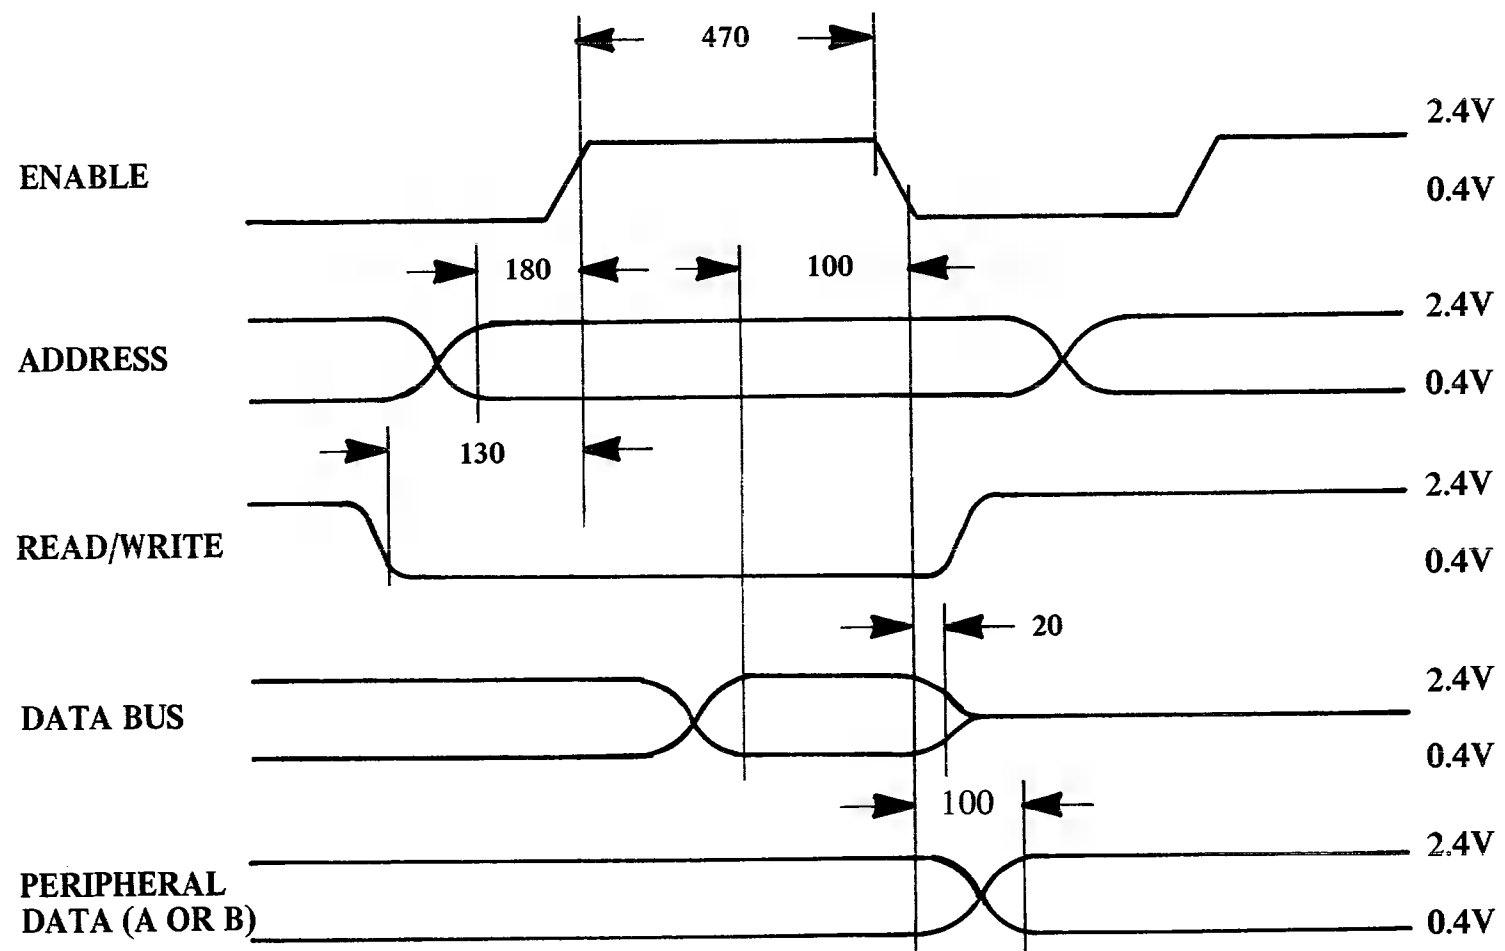 470
2.4V
ENABLE
0.4V
180
100
2.4V
ADDRESS
0.4V
130
2.4V
READ/WRITE
0.4V
20
2.4V
DATA BUS
0.4V
100
2.4V
PERIPHERAL
DATA (A OR B)
0.4V